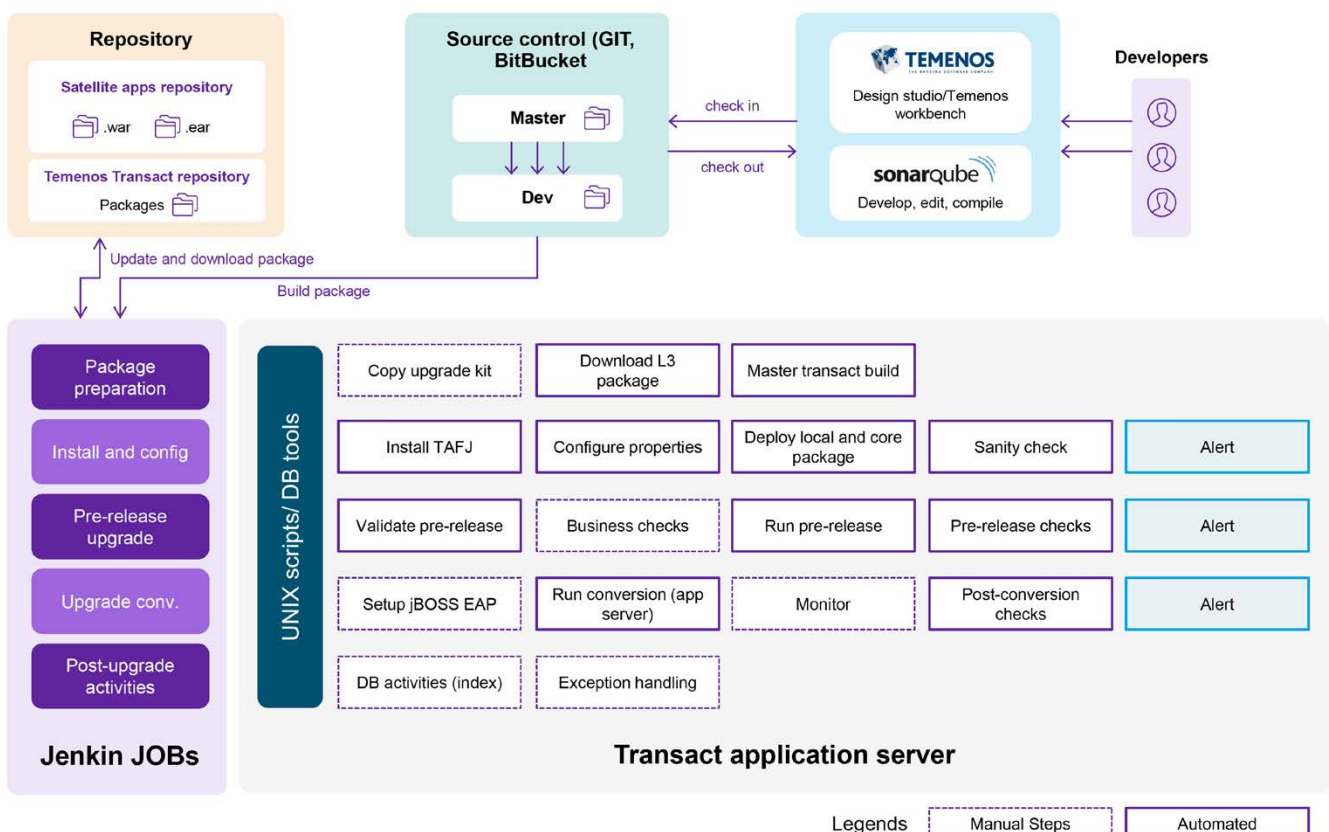 Repository
Satellite apps repository
.war
.ear
Temenos Transact repository
Packages
Source control (GIT,
BitBucket
Master
Dev
check in
check out
TEMENOS
THE BANKING SOFTWARE COMPANY
Design studio/Temenos
workbench
sonarqube
Develop, edit, compile
Developers
Update and download package
Build package
Package
preparation
Install and config
Pre-release
upgrade
Upgrade conv.
Post-upgrade
activities
Jenkin JOBs
UNIX scripts/ DB tools
Copy upgrade kit
Download L3
package
Master transact build
Install TAFJ
Configure properties
Deploy local and core
package
Sanity check
Alert
Validate pre-release
Business checks
Run pre-release
Pre-release checks
Alert
Setup jBOSS EAP
Run conversion (app
server)
Monitor
Post-conversion
checks
Alert
DB activities (index)
Exception handling
Transact application server
Legends
Manual Steps
Automated